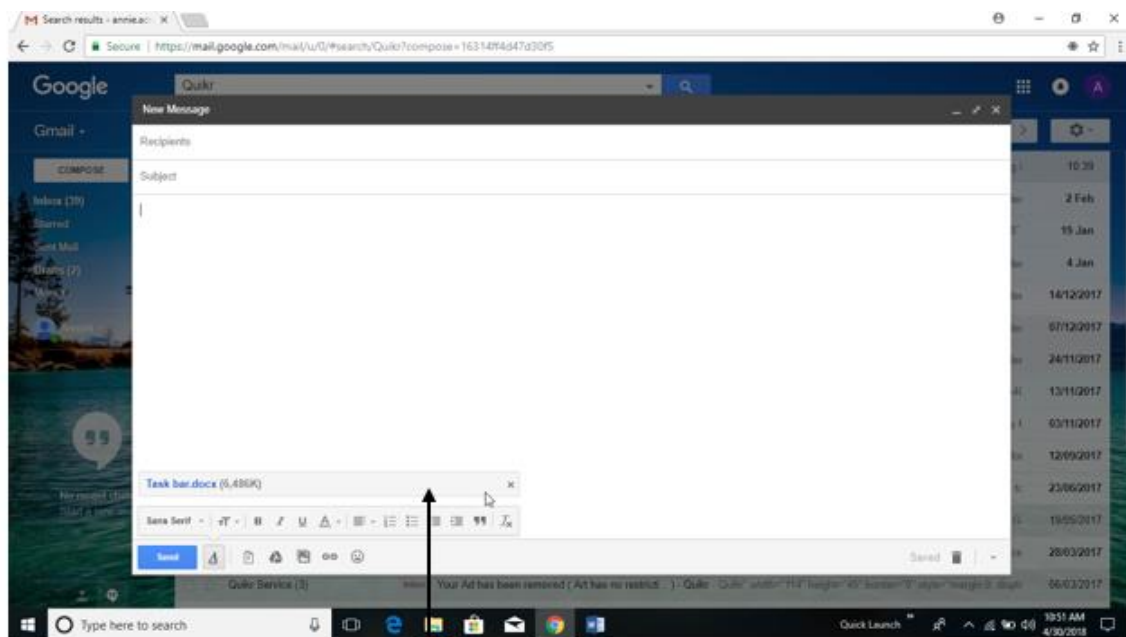 Search results - annie.ac
Secure | https://mail.google.com/mail/u/0/#search/Quikr?compose=16314ff4d47d30f5
Google
Quikr
A
New Message
Gmail
Recipients
COMPOSE
10:39
Subject
Inbox (39)
2 Feb
Starred
15 Jan
Sent Mail
Drafts (2)
4 Jan
14/12/2017
07/12/2017
24/11/2017
13/11/2017
03/11/2017
12/09/2017
Task bar.docx (6,486K)
23/06/2017
Sans Serif
19/05/2017
Send
Saved
28/03/2017
Quikr Service (3)
Your Ad has been removed ( Art has no restricti... ) - Quikr
06/03/2017
Type here to search
Quick Launch
10:51 AM
4/30/2018